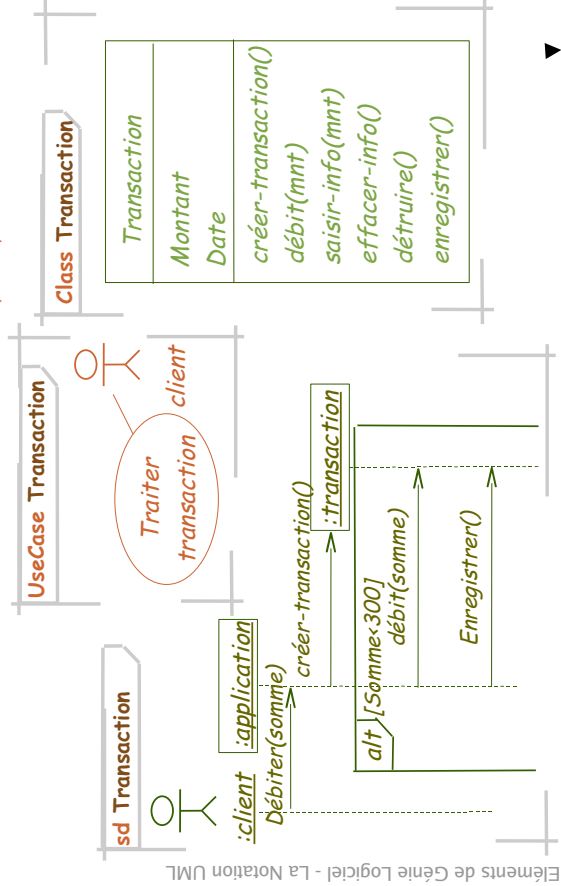 Class Transaction
Transaction
Montant
Date
créer-transaction()
débit(mnt)
saisir-info(mnt)
effacer-info()
détruire()
enregistrer()
UseCase Transaction
Traiter
transaction
client
sd Transaction
:client
:application
Débiter(somme)
créer-transaction()
:transaction
alt
[Somme<300]
débit(somme)
Enregistrer()
Eléments de Génie Logiciel - La Notation UML